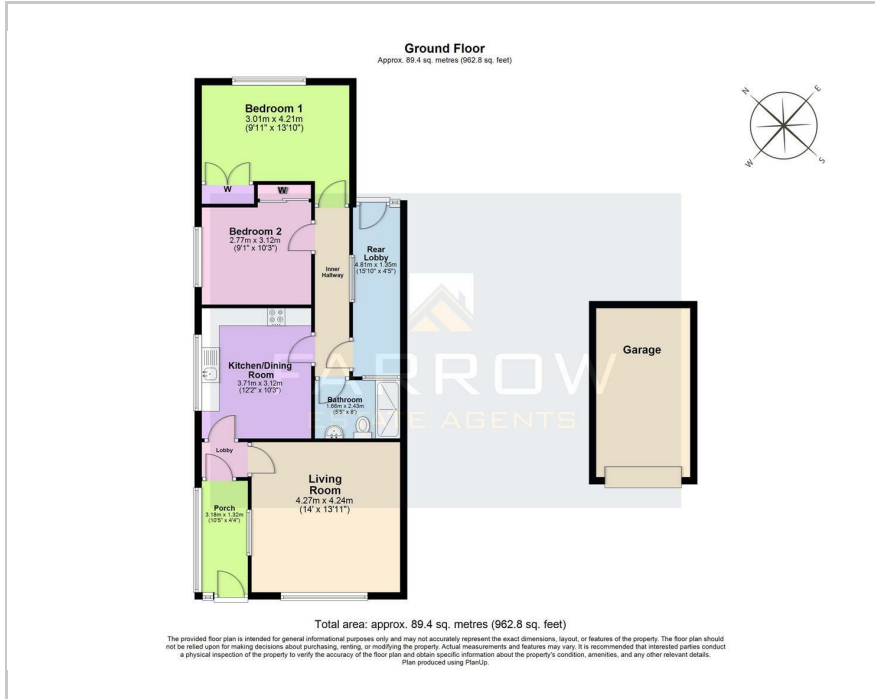 Ground Floor
Approx. 89.4 sq. metres (962.8 sq. feet)
Bedroom 1
3.01m x 4.21m
(9'11" x 13'10")
N
E
W
S
W
W
Bedroom 2
2.77m x 3.12m
(9'1" x 10'3")
Inner
Hallway
Rear
Lobby
4.81m x 1.35m
(15'10" x 4'5")
Garage
Kitchen/Dining
Room
3.71m x 3.12m
(12'2" x 10'3")
FARROW
ESTATE AGENTS
Bathroom
1.66m x 2.43m
(5'5" x 8')
Lobby
Living
Room
4.27m x 4.24m
(14' x 13'11")
Porch
3.18m x 1.32m
(10'5" x 4'4")
Total area: approx. 89.4 sq. metres (962.8 sq. feet)
The provided floor plan is intended for general informational purposes only and may not accurately represent the exact dimensions, layout, or features of the property. The floor plan should
not be relied upon for making decisions about purchasing, renting, or modifying the property. Actual measurements and features may vary. It is recommended that interested parties conduct
a physical inspection of the property to verify the accuracy of the floor plan and obtain specific information about the property's condition, amenities, and any other relevant details.
Plan produced using PlanUp.